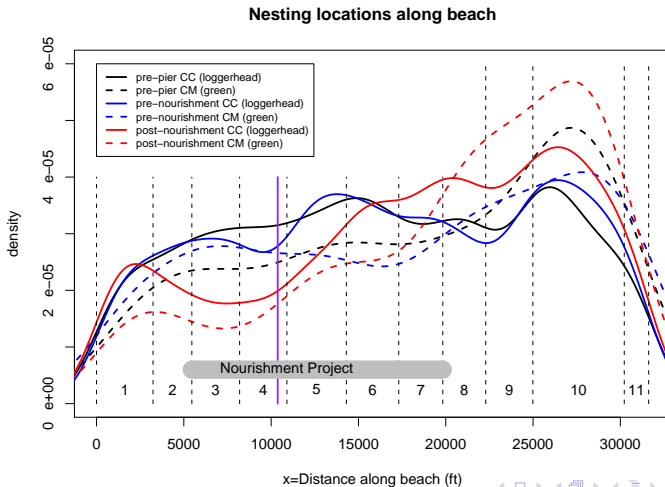 Nesting locations along beach
6 e-05
4 e-05
2 e-05
0 e+00
density
pre-pier CC (loggerhead)
pre-pier CM (green)
pre-nourishment CC (loggerhead)
pre-nourishment CM (green)
post-nourishment CC (loggerhead)
post-nourishment CM (green)
Nourishment Project
1 2 3 4 5 6 7 8 9 10 11
0 5000 10000 15000 20000 25000 30000
x=Distance along beach (ft)